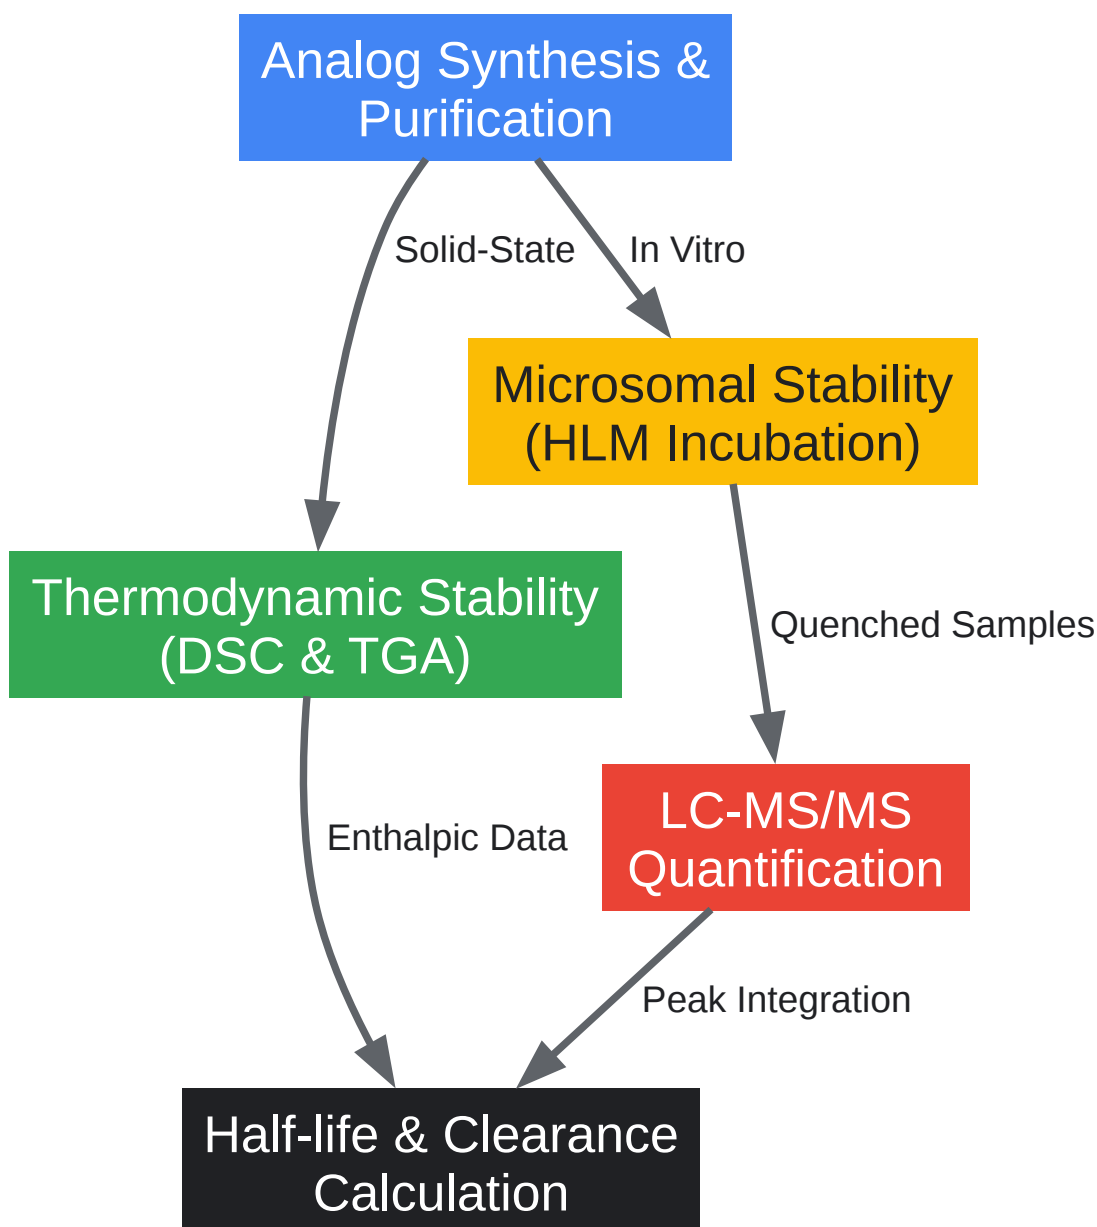 Analog Synthesis &
Purification
Solid-State
In Vitro
Microsomal Stability
(HLM Incubation)
Thermodynamic Stability
(DSC & TGA)
Quenched Samples
LC-MS/MS
Quantification
Enthalpic Data
Peak Integration
Half-life & Clearance
Calculation